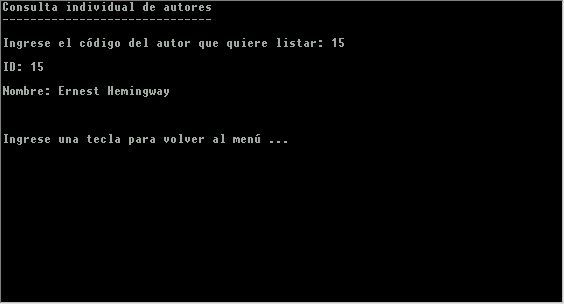 Consulta individual de autores
------------------------------
Ingrese el código del autor que quiere listar: 15
ID: 15
Nombre: Ernest Hemingway
Ingrese una tecla para volver al menú ...